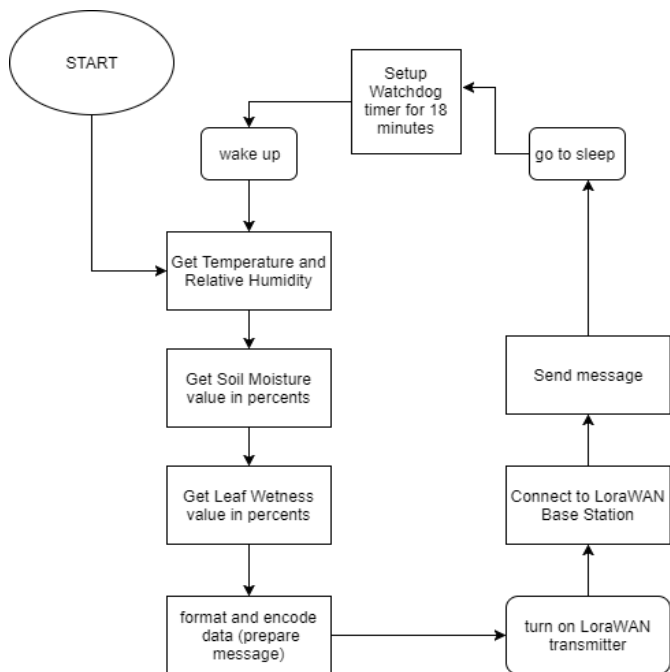 START
Setup
Watchdog
timer for 18
minutes
wake up
go to sleep
Get Temperature and
Relative Humidity
Get Soil Moisture
value in percents
Send message
Get Leaf Wetness
value in percents
Connect to LoraWAN
Base Station
format and encode
data (prepare
message)
turn on LoraWAN
transmitter